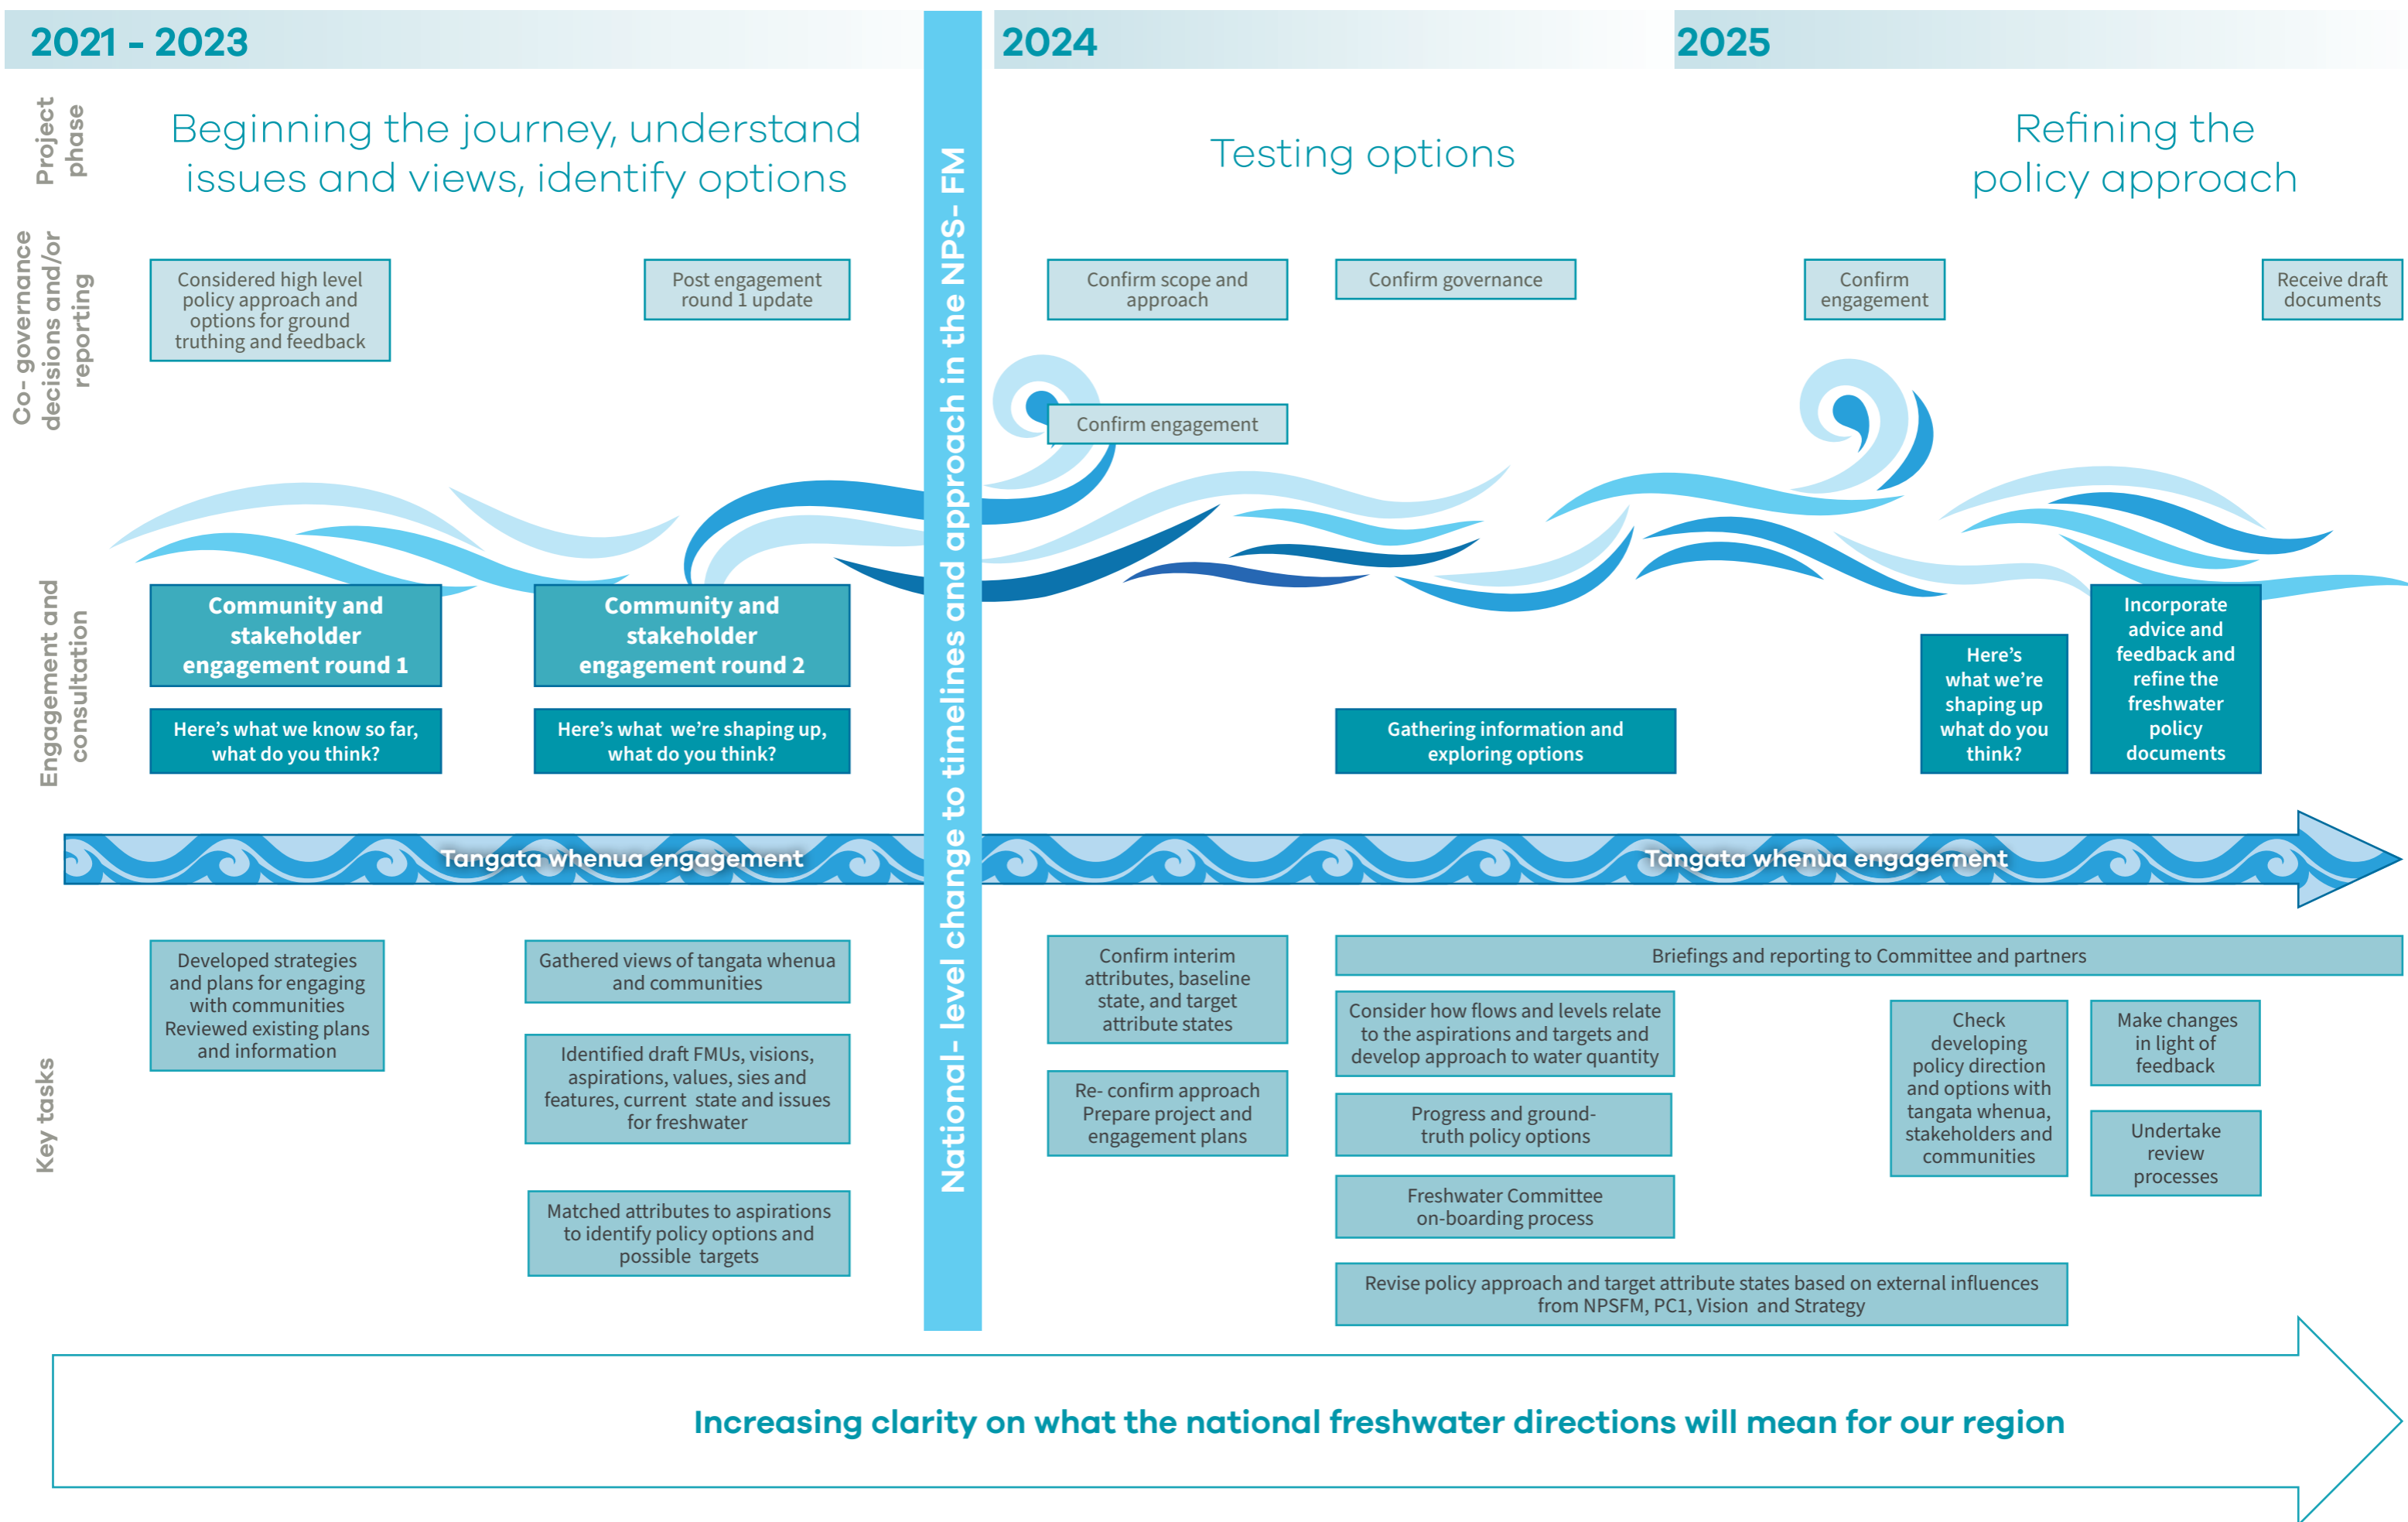 2021 - 2023
2024
2025
Project
phase
Beginning the journey, understand
issues and views, identify options
Testing options
Refining the
policy approach
Co- governance
decisions and/or
reporting
Considered high level
policy approach and
options for ground
truthing and feedback
Post engagement
round 1 update
National- level change to timelines and approach in the NPS- FM
Confirm scope and
approach
Confirm governance
Confirm
engagement
Receive draft
documents
Confirm engagement
Engagement and
consultation
Community and
stakeholder
engagement round 1
Community and
stakeholder
engagement round 2
Here's what we know so far,
what do you think?
Here's what  we're shaping up,
what do you think?
Gathering information and
exploring options
Here's
what we're
shaping up
what do you
think?
Incorporate
advice and
feedback and
refine the
freshwater
policy
documents
Tangata whenua engagement
Tangata whenua engagement
Key tasks
Developed strategies
and plans for engaging
with communities
Reviewed existing plans
and information
Gathered views of tangata whenua
and communities
Identified draft FMUs, visions,
aspirations, values, sies and
features, current  state and issues
for freshwater
Matched attributes to aspirations
to identify policy options and
possible  targets
Confirm interim
attributes, baseline
state, and target
attribute states
Re- confirm approach
Prepare project and
engagement plans
Briefings and reporting to Committee and partners
Consider how flows and levels relate
to the aspirations and targets and
develop approach to water quantity
Progress and ground-
truth policy options
Freshwater Committee
on-boarding process
Revise policy approach and target attribute states based on external influences
from NPSFM, PC1, Vision  and Strategy
Check
developing
policy direction
and options with
tangata whenua,
stakeholders and
communities
Make changes
in light of
feedback
Undertake
review
processes
Increasing clarity on what the national freshwater directions will mean for our region